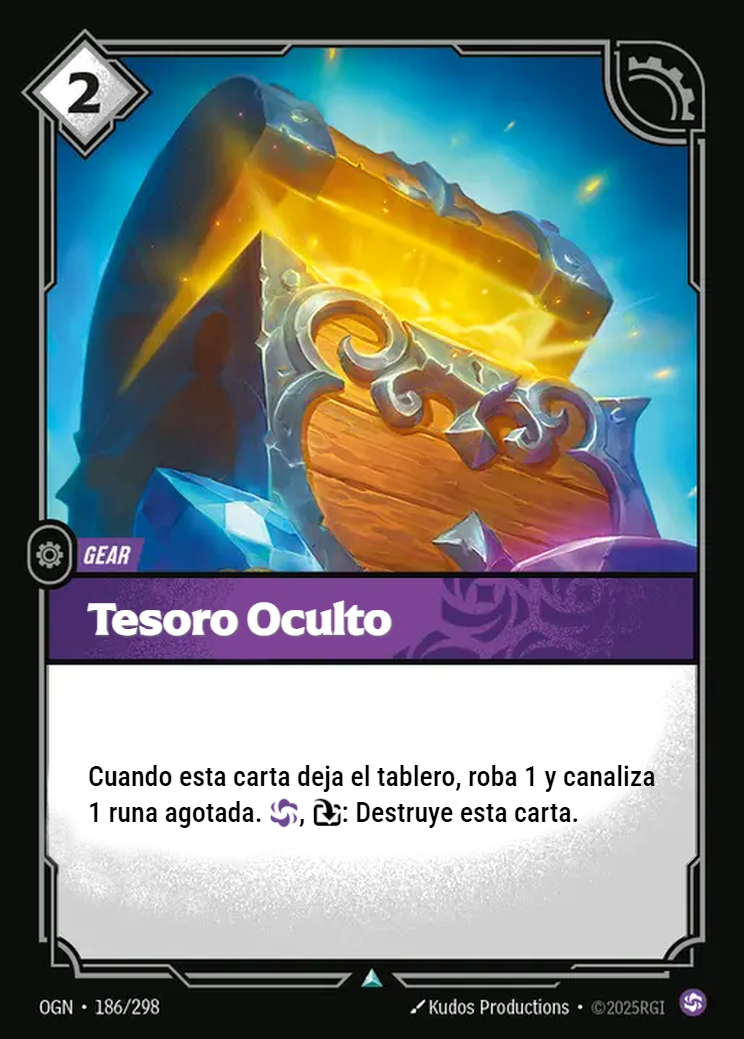 2
GEAR
Tesoro Oculto
Cuando esta carta deja el tablero, roba 1 y canaliza
1 runa agotada. , : Destruye esta carta.
OGN • 186/298
Kudos Productions • ©2025RGI